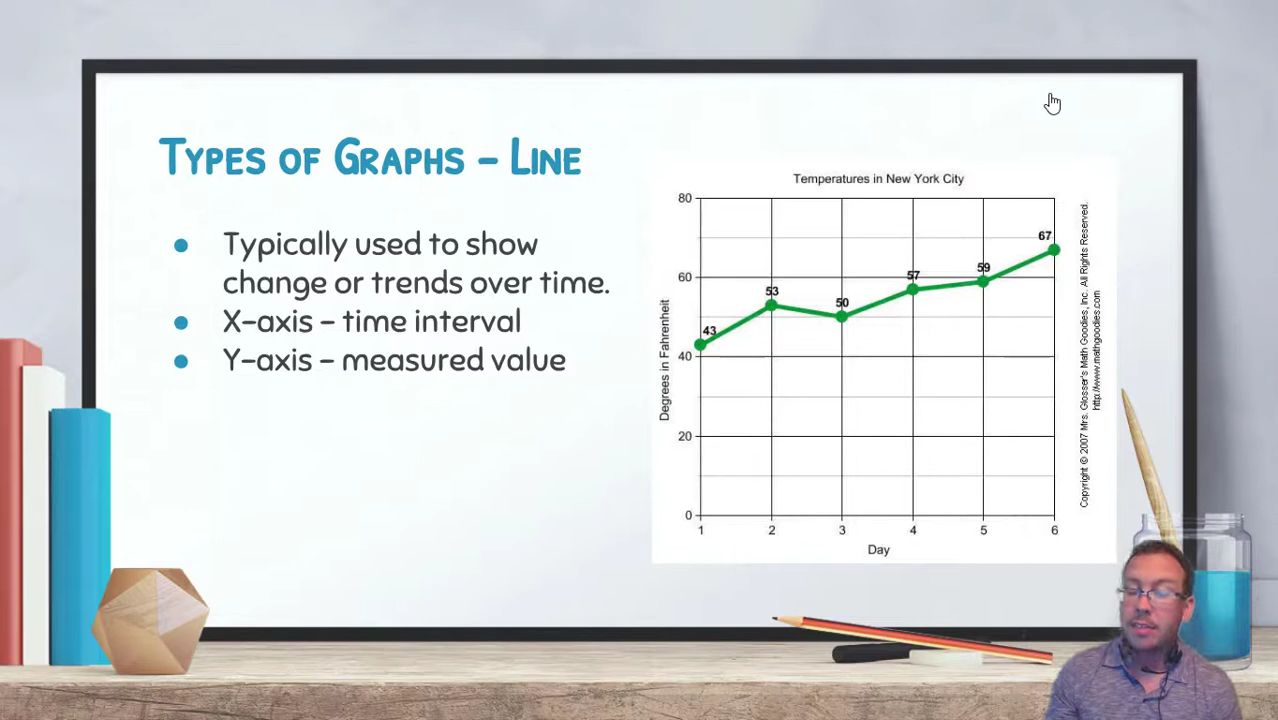 Types of Graphs - Line
● Typically used to show
change or trends over time.
● X-axis - time interval
● Y-axis - measured value
Temperatures in New York City
80
60
40
20
0
43
53
50
57
59
67
1 2 3 4 5 6
Day
Degrees in Fahrenheit
Copyright © 2007 Mrs. Glosser's Math Goodies, Inc. All Rights Reserved.
http://www.mathgoodies.com